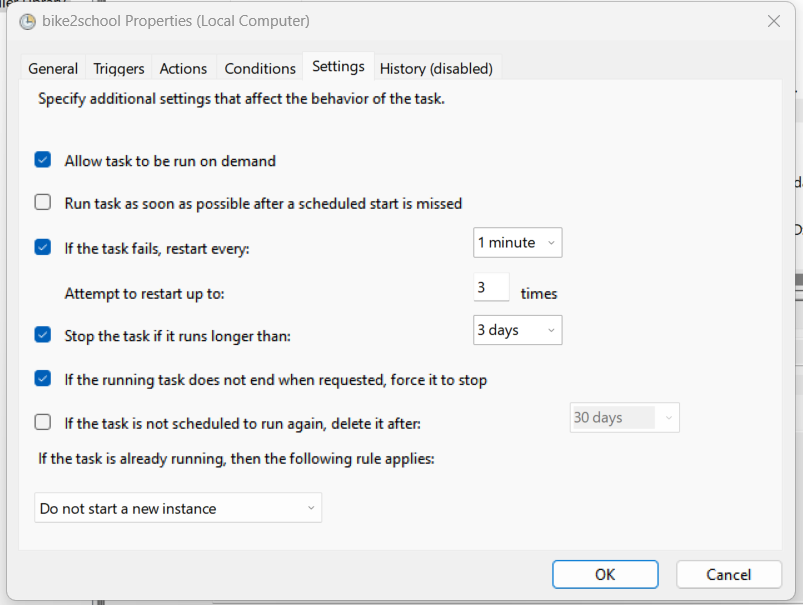 bike2school Properties (Local Computer)
General Triggers Actions Conditions Settings History (disabled)
Specify additional settings that affect the behavior of the task.
Allow task to be run on demand
Run task as soon as possible after a scheduled start is missed
If the task fails, restart every: 1 minute
Attempt to restart up to: 3 times
Stop the task if it runs longer than: 3 days
If the running task does not end when requested, force it to stop
If the task is not scheduled to run again, delete it after: 30 days
If the task is already running, then the following rule applies:
Do not start a new instance
OK Cancel